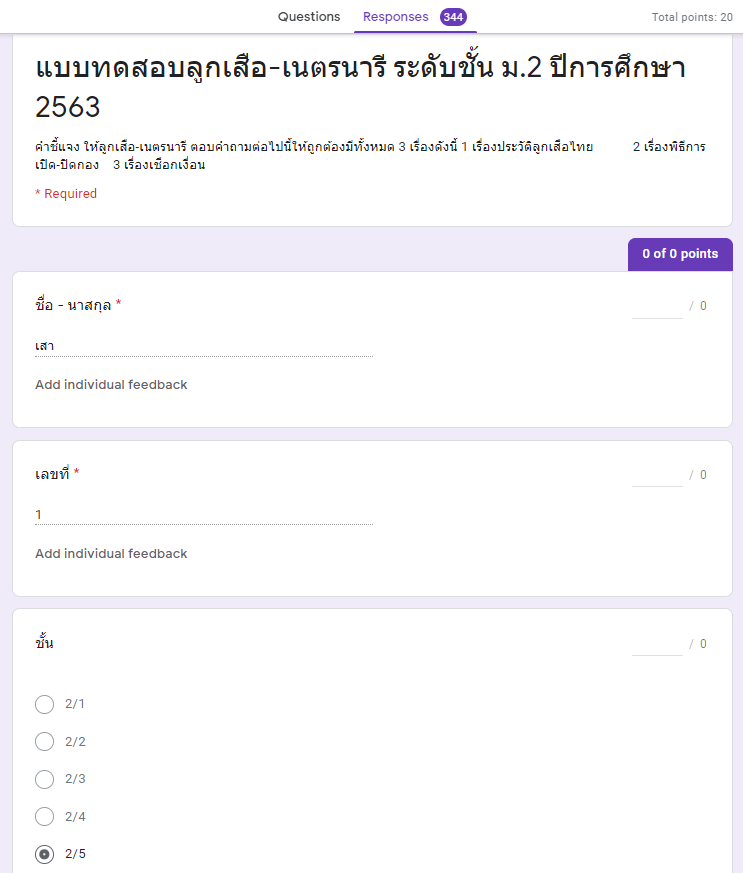 Questions Responses 344 Total points: 20
แบบทดสอบลูกเสือ-เนตรนารี ระดับชั้น ม.2 ปีการศึกษา
2563
คำชี้แจง ให้ลูกเสือ-เนตรนารี ตอบคำถามต่อไปนี้ให้ถูกต้องมีทั้งหมด 3 เรื่องดังนี้ 1 เรื่องประวัติลูกเสือไทย 2 เรื่องพิธีการ
เปิด-ปิดกอง 3 เรื่องเชือกเงื่อน
* Required
0 of 0 points
ชื่อ - นาสกุล * / 0
เสา
Add individual feedback
เลขที่ * / 0
1
Add individual feedback
ชั้น / 0
2/1
2/2
2/3
2/4
2/5